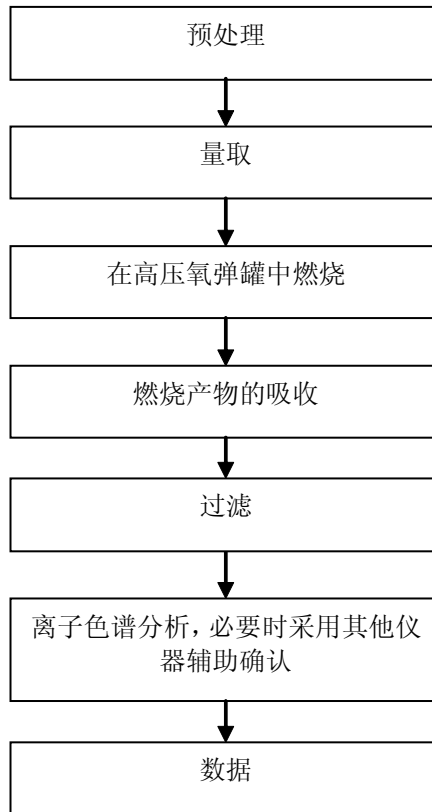 预处理
量取
在高压氧弹罐中燃烧
燃烧产物的吸收
过滤
离子色谱分析，必要时采用其他仪
器辅助确认
数据